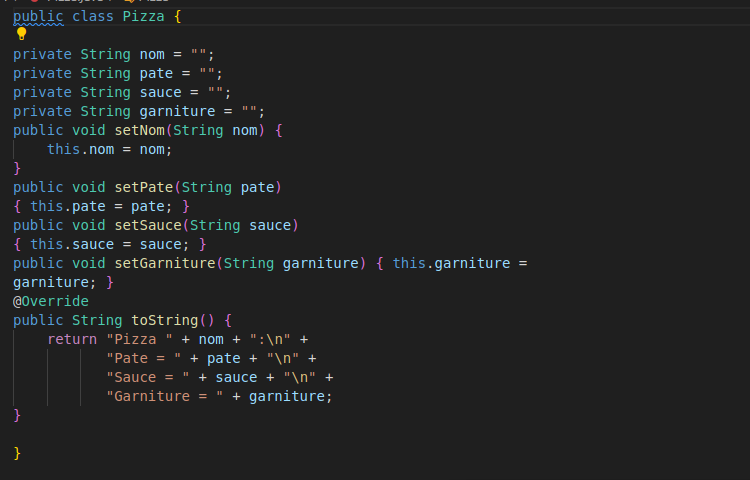 public class Pizza {
private String nom = "";
private String pate = "";
private String sauce = "";
private String garniture = "";
public void setNom(String nom) {
this.nom = nom;
}
public void setPate(String pate)
{ this.pate = pate; }
public void setSauce(String sauce)
{ this.sauce = sauce; }
public void setGarniture(String garniture) { this.garniture =
garniture; }
@Override
public String toString() {
return "Pizza " + nom + ":\n" +
"Pate = " + pate + "\n" +
"Sauce = " + sauce + "\n" +
"Garniture = " + garniture;
}
}